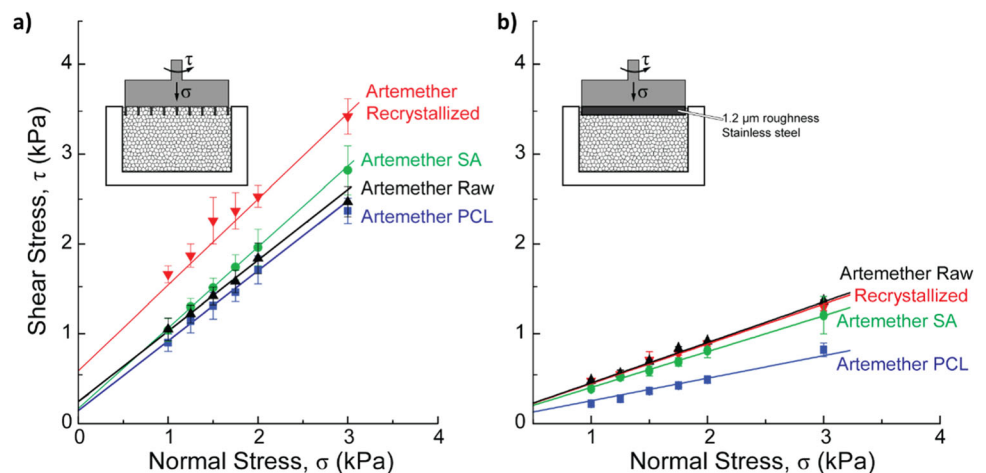 a)
4
3
2
1
0
Shear Stress, τ (kPa)
τ
σ
Artemether
Recrystallized
Artemether SA
Artemether Raw
Artemether PCL
0
1
2
3
4
Normal Stress, σ (kPa)
b)
4
3
2
1
0
τ
σ
1.2 μm roughness
Stainless steel
Artemether Raw
Recrystallized
Artemether SA
Artemether PCL
1
2
3
4
Normal Stress, σ (kPa)